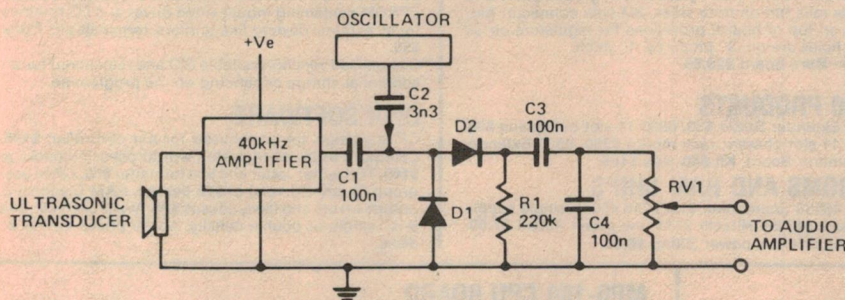 OSCILLATOR
+Ve
C2
3n3
D2
C3
100n
40kHz
AMPLIFIER
C1
100n
ULTRASONIC
TRANSDUCER
D1
R1
220k
C4
100n
RV1
TO AUDIO
AMPLIFIER